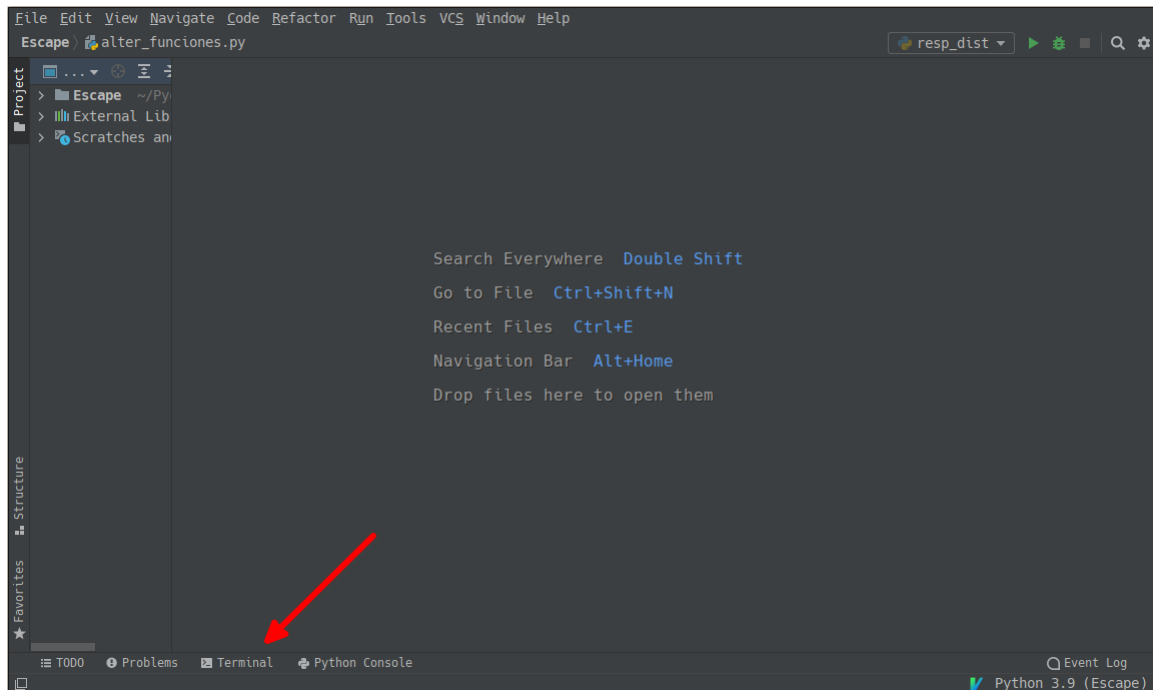 File Edit View Navigate Code Refactor Run Tools VCS Window Help
Escape alter_funciones.py resp_dist
Project
...
Escape ~/Py
External Lib
Scratches an
Search Everywhere Double Shift
Go to File Ctrl+Shift+N
Recent Files Ctrl+E
Navigation Bar Alt+Home
Drop files here to open them
Structure
Favorites
TODO Problems Terminal Python Console Event Log
Python 3.9 (Escape)